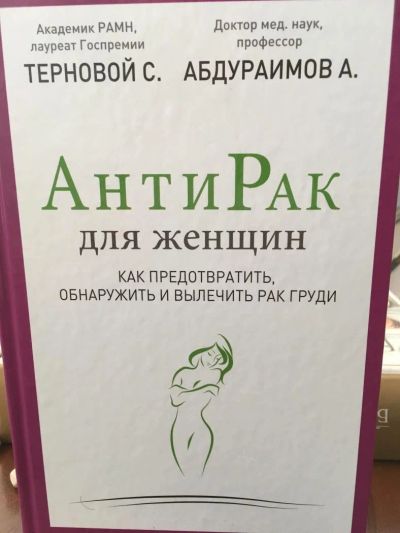 Академик РАМН,
лауреат Госпремии
ТЕРНОВОЙ С.
Доктор мед. наук,
профессор
АБДУРАИМОВ А.
АНТИРАК
для женщин
КАК ПРЕДОТВРАТИТЬ,
ОБНАРУЖИТЬ И ВЫЛЕЧИТЬ РАК ГРУДИ